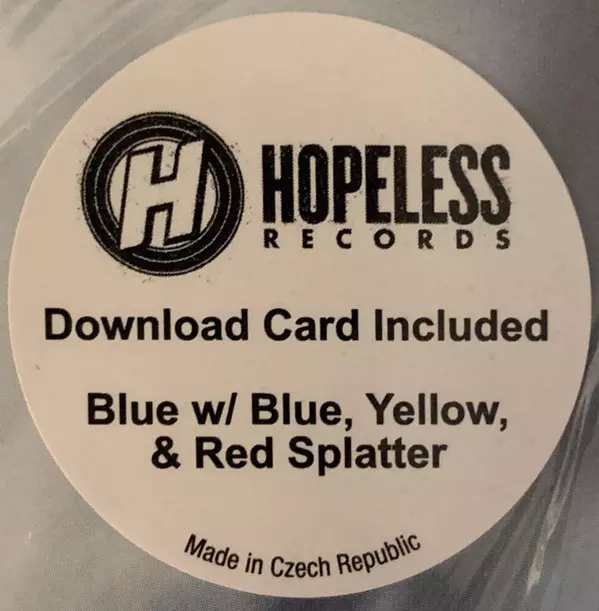 H
HOPELESS
RECORDS
Download Card Included
Blue w/ Blue, Yellow,
& Red Splatter
Made in Czech Republic